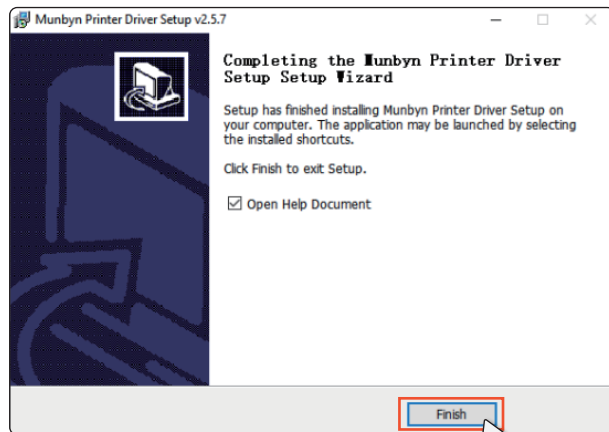 Munbyn Printer Driver Setup v2.5.7
Completing the Munbyn Printer Driver
Setup Setup Wizard
Setup has finished installing Munbyn Printer Driver Setup on
your computer. The application may be launched by selecting
the installed shortcuts.
Click Finish to exit Setup.
Open Help Document
Finish